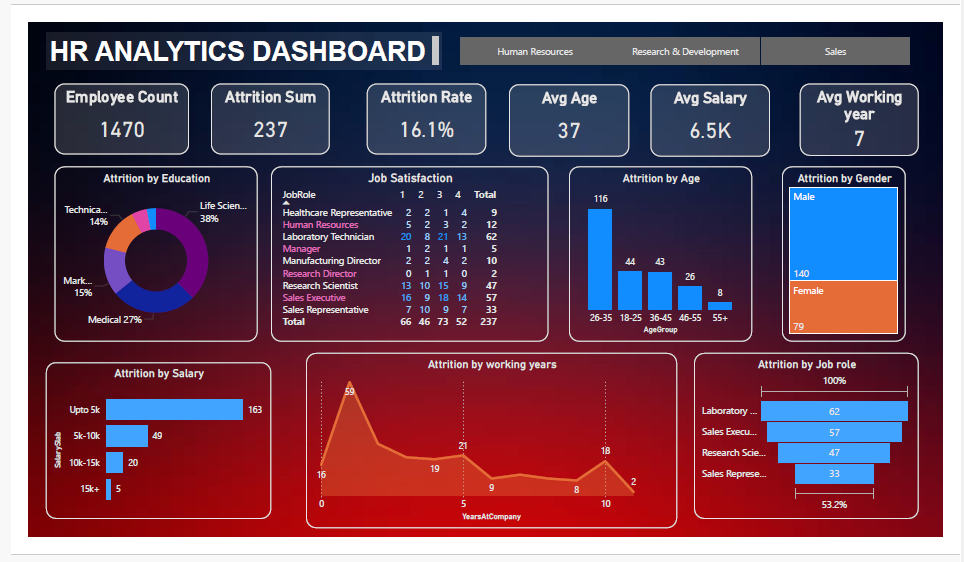 HR ANALYTICS DASHBOARD
Human Resources Research & Development Sales
Employee Count
1470
Attrition Sum
237
Attrition Rate
16.1%
Avg Age
37
Avg Salary
6.5K
Avg Working
year
7
Attrition by Education
Life Scien...
38%
Technica...
14%
Mark...
15%
Medical 27%
Job Satisfaction
JobRole 1 2 3 4 Total
Healthcare Representative 2 2 1 4 9
Human Resources 5 2 3 2 12
Laboratory Technician 20 8 21 13 62
Manager 1 2 1 1 5
Manufacturing Director 2 2 4 2 10
Research Director 0 1 1 0 2
Research Scientist 13 10 15 9 47
Sales Executive 16 9 18 14 57
Sales Representative 7 10 9 7 33
Total 66 46 73 52 237
Attrition by Age
116
44
43
26
8
26-35 18-25 36-45 46-55 55+
AgeGroup
Attrition by Gender
Male
140
Female
79
Attrition by Salary
SalarySlab
Upto 5k 163
5k-10k 49
10k-15k 20
15k+ 5
Attrition by working years
16
59
19
21
9
8
18
2
0 5 10
YearsAtCompany
Attrition by Job role
100%
Laboratory ... 62
Sales Execu... 57
Research Scie... 47
Sales Represe... 33
53.2%